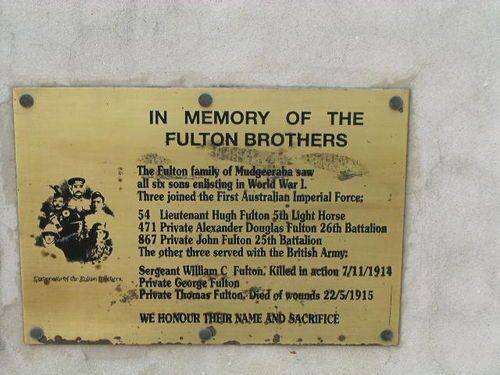 IN MEMORY OF THE
FULTON BROTHERS
The Fulton family of Mudgeeraba saw
all six sons enlisting in World War I.
Three joined the First Australian Imperial Force;
54 Lieutenant Hugh Fulton 5th Light Horse
471 Private Alexander Douglas Fulton 26th Battalion
867 Private John Fulton 25th Battalion
The other three served with the British Army;
Sergeant William C Fulton. Killed in action 7/11/1914
Private George Fulton
Private Thomas Fulton. Died of wounds 22/5/1915
WE HONOUR THEIR NAME AND SACRIFICE
of the Fulton Brothers.